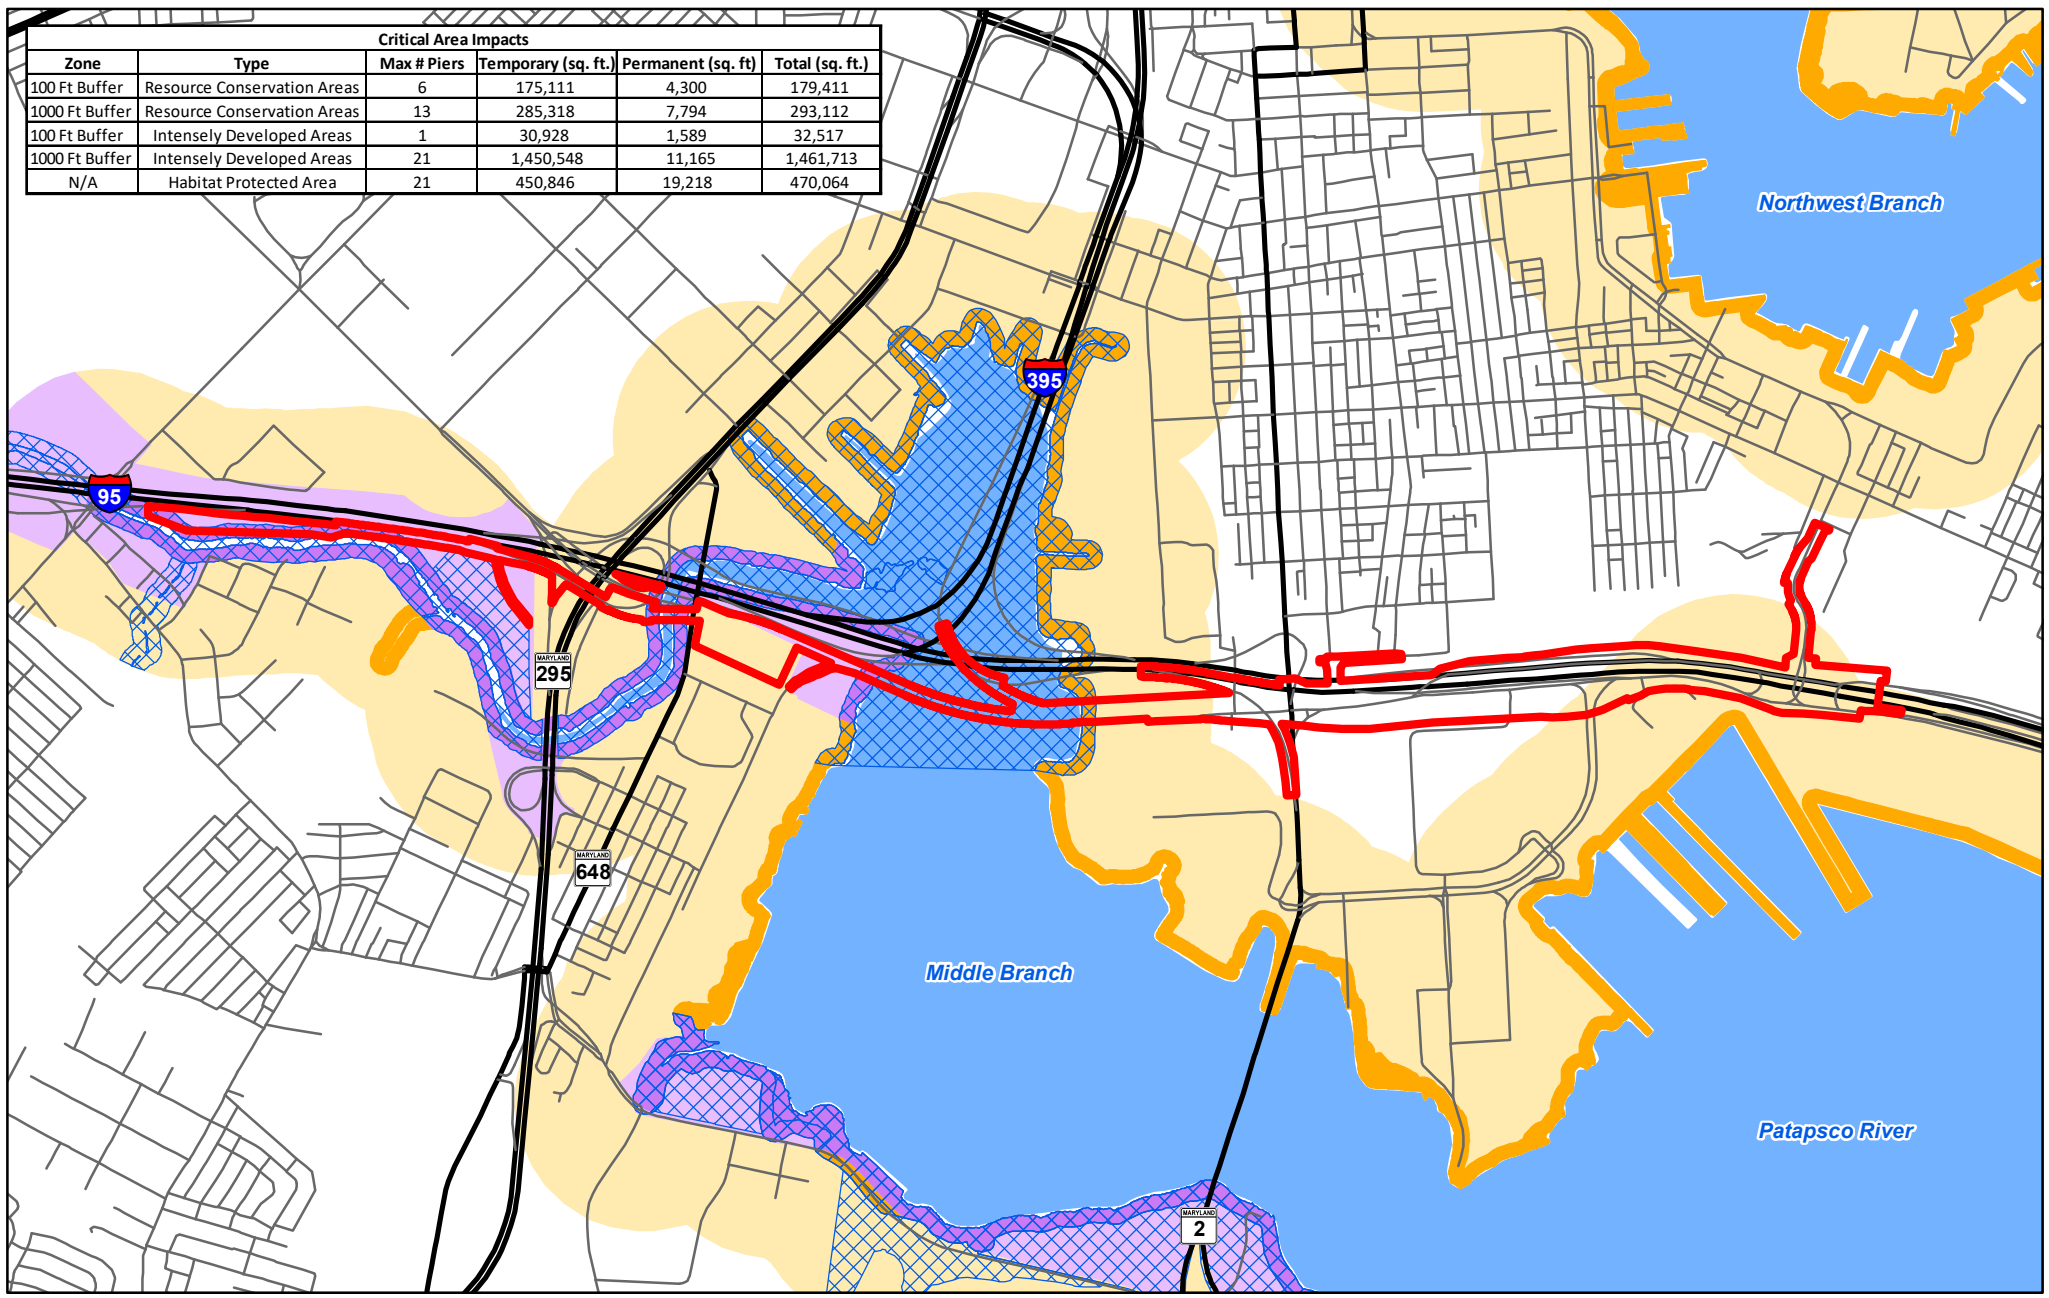 Critical Area Impacts
Zone Type Max # Piers Temporary (sq. ft.) Permanent (sq. ft) Total (sq. ft.)
100 Ft Buffer Resource Conservation Areas 6 175,111 4,300 179,411
1000 Ft Buffer Resource Conservation Areas 13 285,318 7,794 293,112
100 Ft Buffer Intensely Developed Areas 1 30,928 1,589 32,517
1000 Ft Buffer Intensely Developed Areas 21 1,450,548 11,165 1,461,713
N/A Habitat Protected Area 21 450,846 19,218 470,064
Northwest Branch
395
95
MARYLAND
295
MARYLAND
648
Middle Branch
Patapsco River
MARYLAND
2